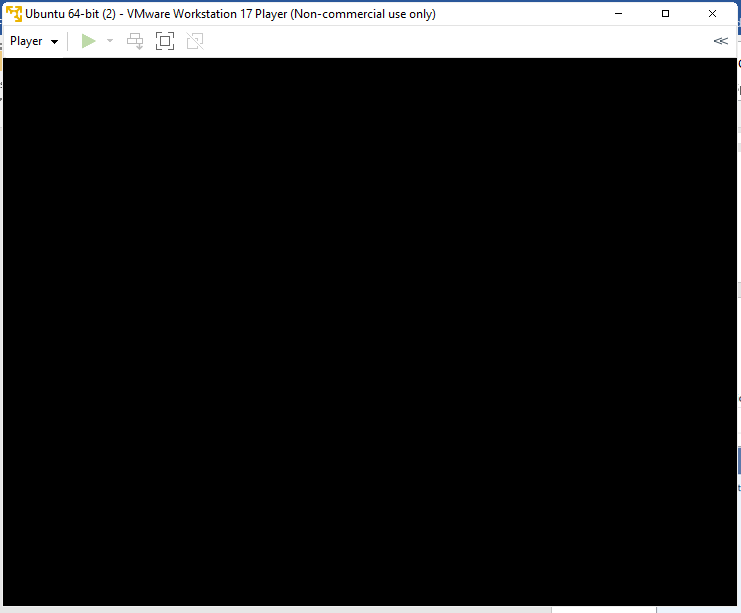 Ubuntu 64-bit (2) - VMware Workstation 17 Player (Non-commercial use only)
Player